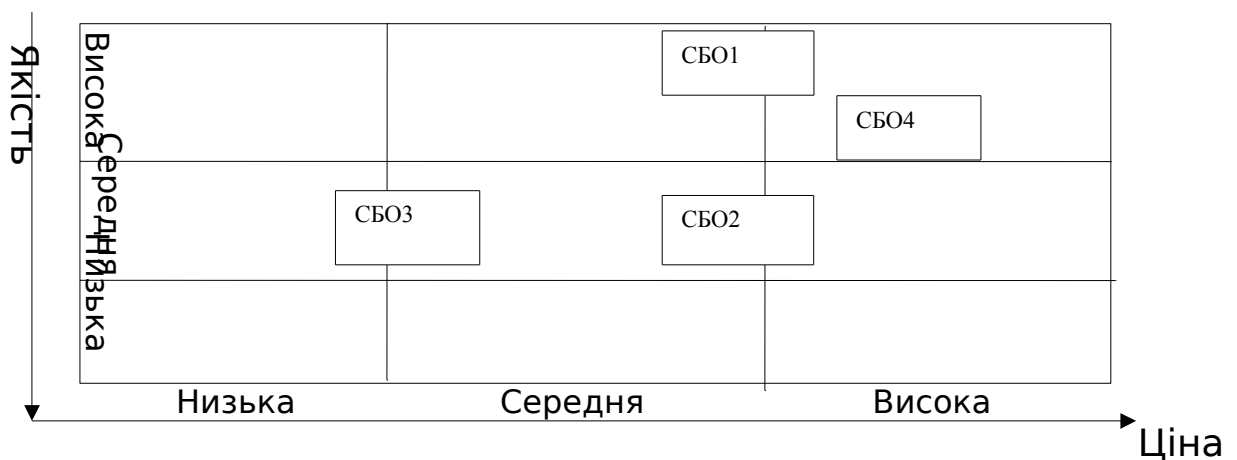 Якість
Висока
Середня
Низька
СБО1
СБО4
СБО3
СБО2
Низька
Середня
Висока
Ціна